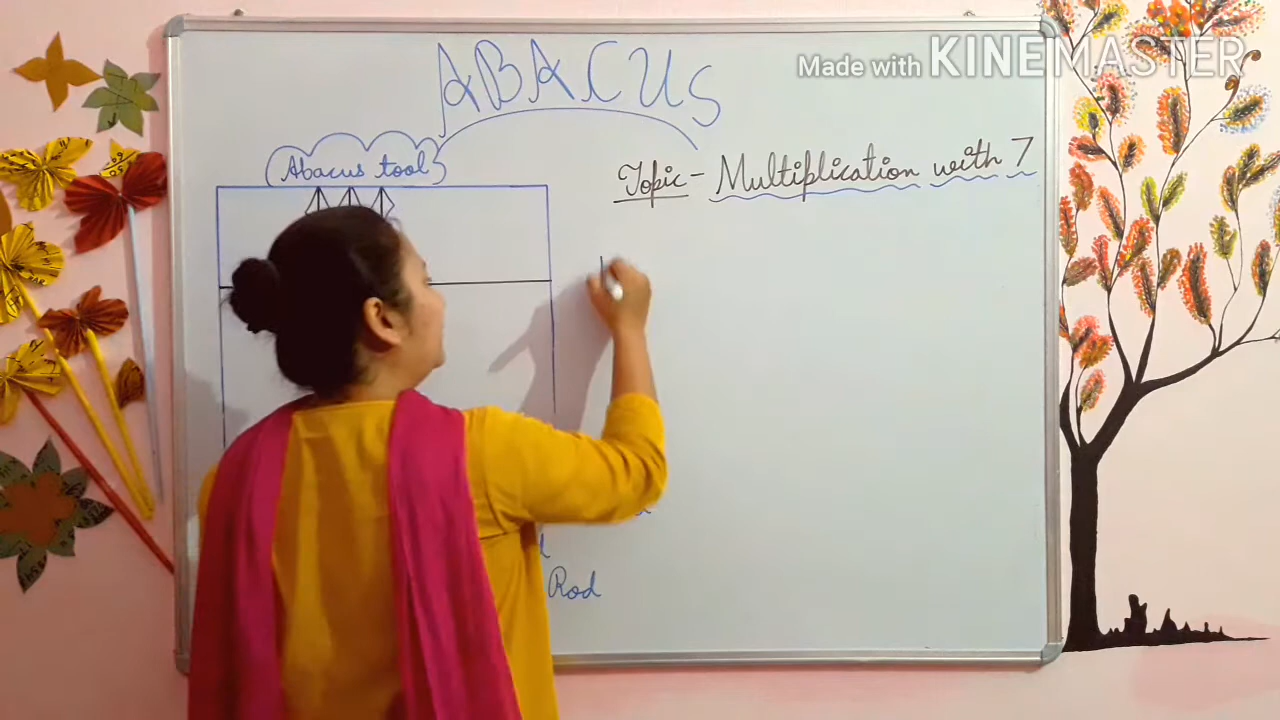 ABACUS
Made with KINEMASTER
Abacus tool
Topic - Multiplication with 7
Rod